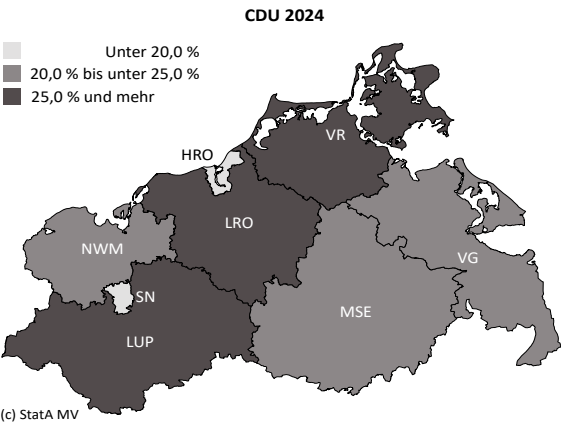 CDU 2024
Unter 20,0 %
20,0 % bis unter 25,0 %
25,0 % und mehr
VR
HRO
LRO
NWM
VG
SN
MSE
LUP
(c) StatA MV